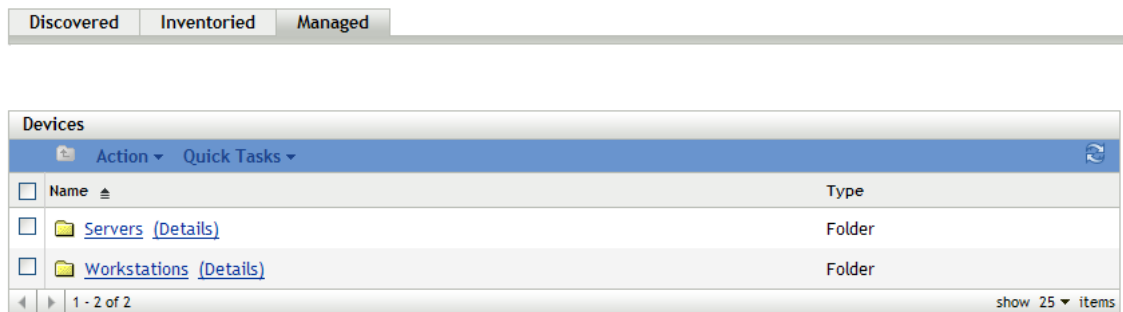 Discovered Inventoried Managed
Devices
Action Quick Tasks
Name Type
Servers (Details) Folder
Workstations (Details) Folder
1 - 2 of 2 show 25 items